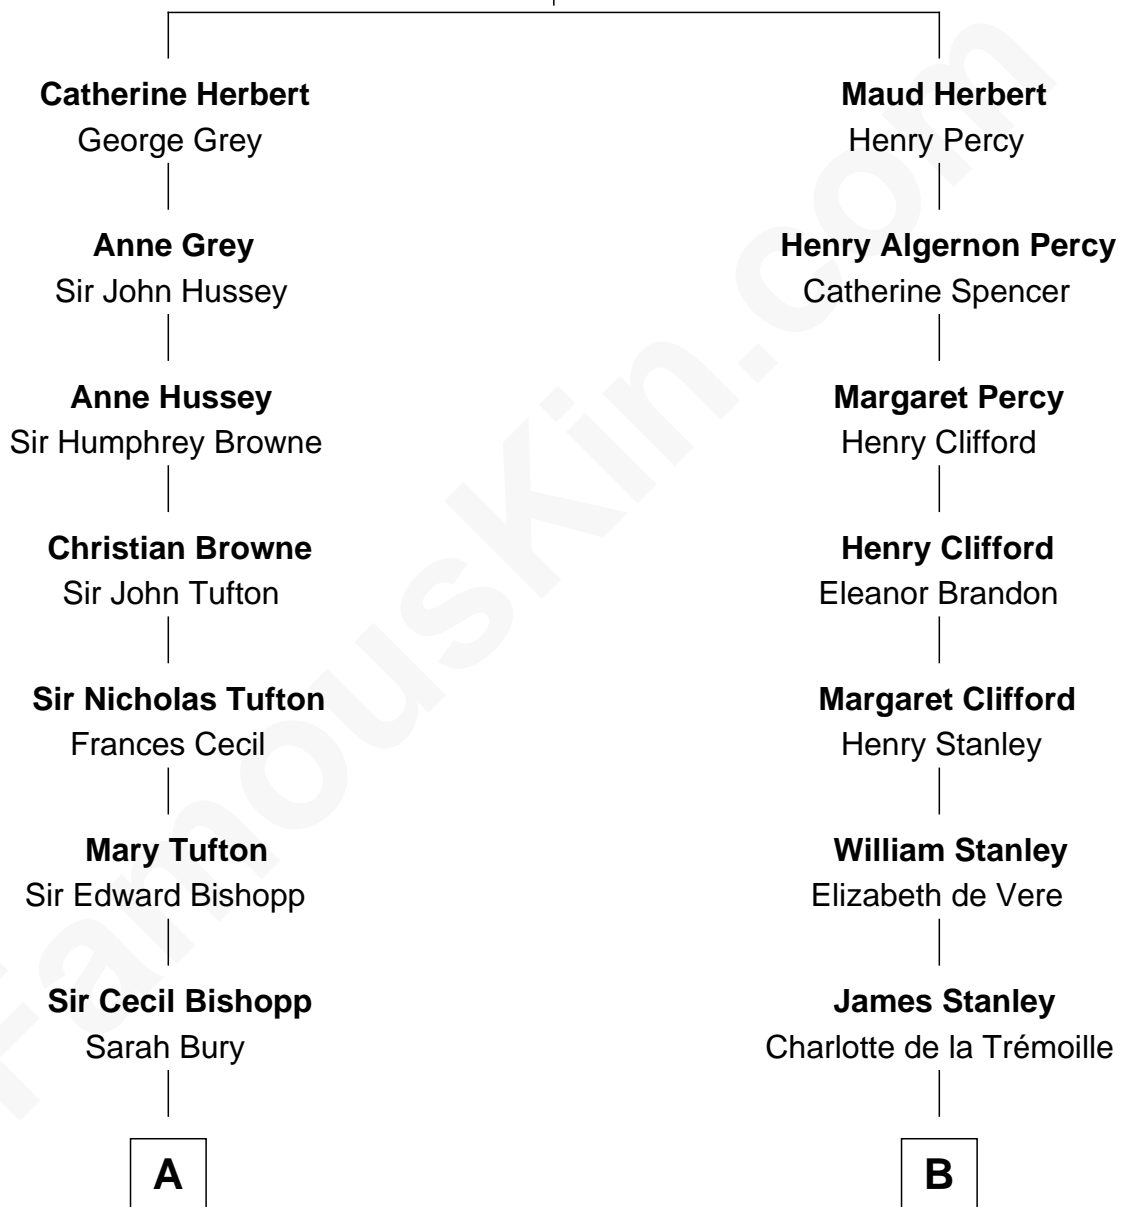 Catherine Herbert
George Grey
Anne Grey
Sir John Hussey
Anne Hussey
Sir Humphrey Browne
Christian Browne
Sir John Tufton
Sir Nicholas Tufton
Frances Cecil
Mary Tufton
Sir Edward Bishopp
Sir Cecil Bishopp
Sarah Bury
A
Maud Herbert
Henry Percy
Henry Algernon Percy
Catherine Spencer
Margaret Percy
Henry Clifford
Henry Clifford
Eleanor Brandon
Margaret Clifford
Henry Stanley
William Stanley
Elizabeth de Vere
James Stanley
Charlotte de la Trémoille
B
FamousKin.com